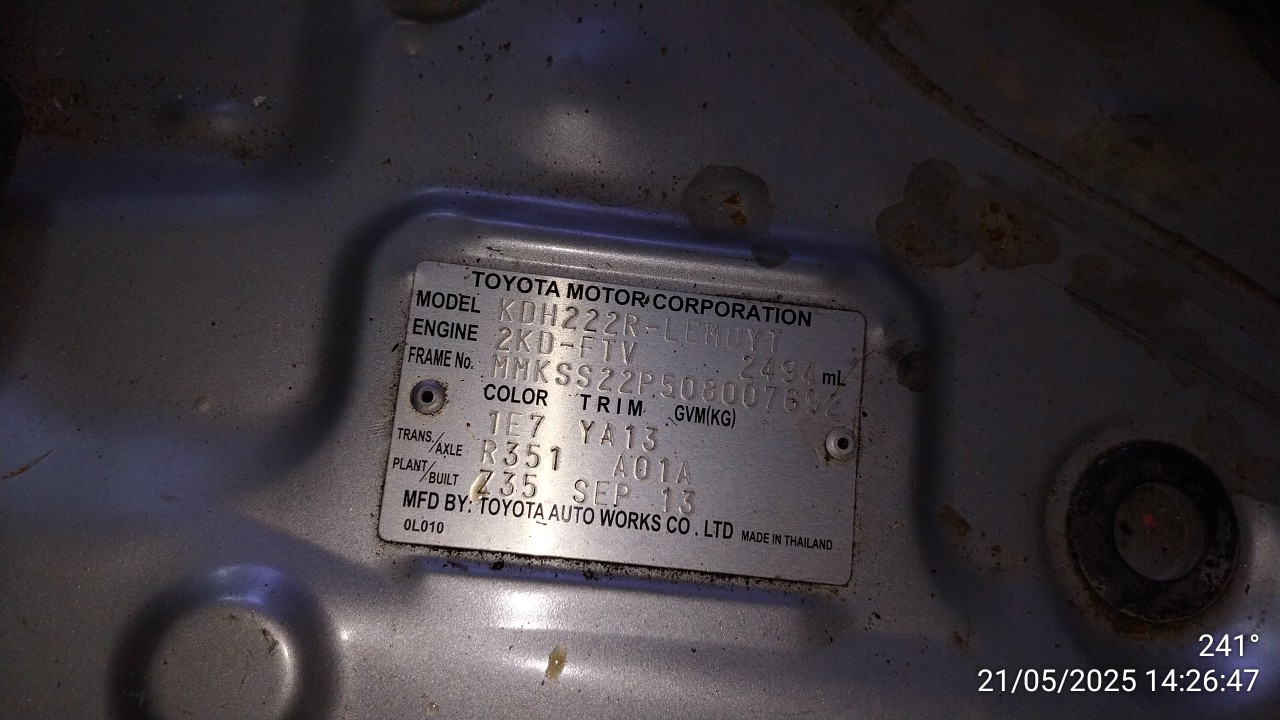 TOYOTA MOTOR CORPORATION
MODEL KDH222R-LEMDYT
ENGINE 2KD-FTV 2494 mL
FRAME No. MMKSS22P508007692
COLOR TRIM GVM(KG)
1E7 YA13
TRANS./AXLE R351 A01A
PLANT/BUILT Z35 SEP 13
MFD BY: TOYOTA AUTO WORKS CO . LTD MADE IN THAILAND
0L010
241°
21/05/2025 14:26:47